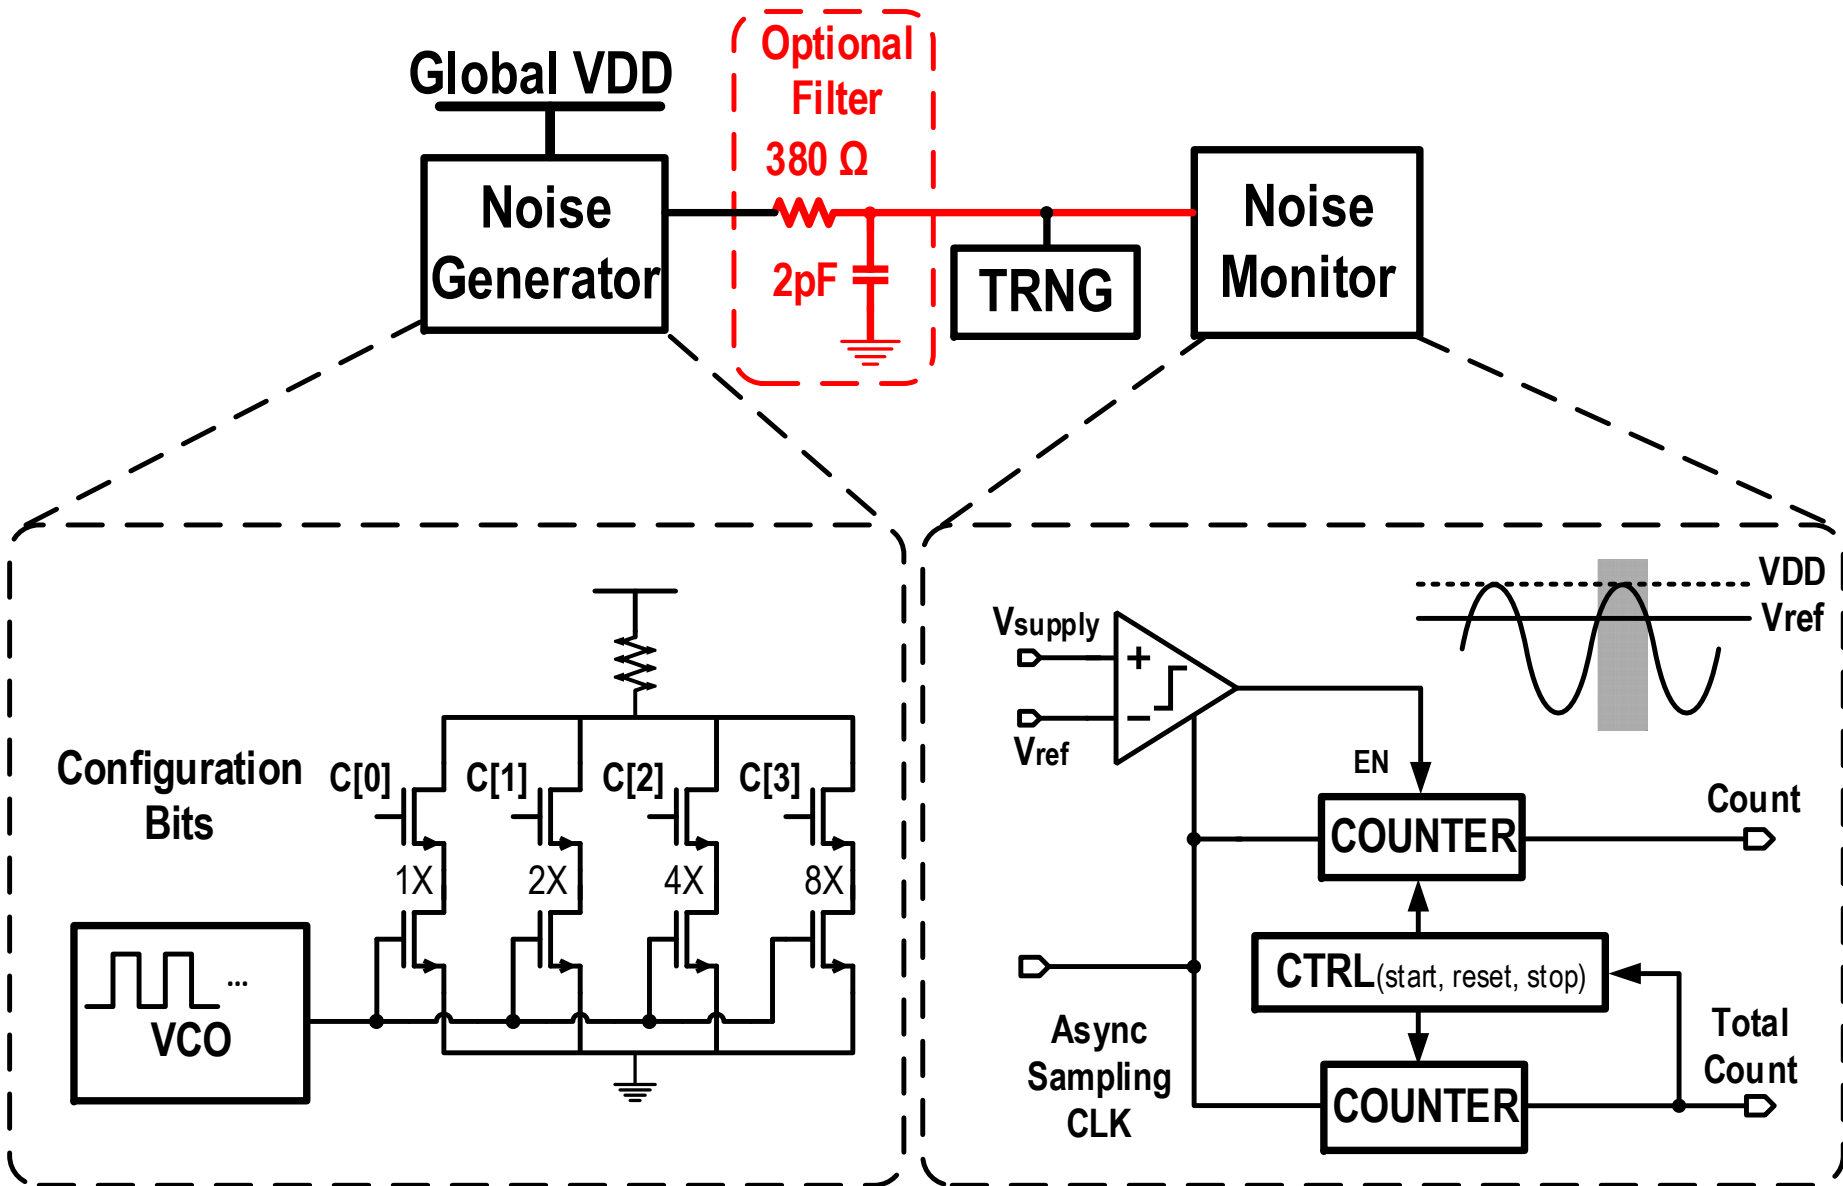 Global VDD
Optional
Filter
380 Ω
2pF
Noise
Generator
TRNG
Noise
Monitor
Configuration
Bits
C[0]
C[1]
C[2]
C[3]
1X
2X
4X
8X
...
VCO
Vsupply
Vref
+
−
VDD
Vref
EN
COUNTER
Count
CTRL(start, reset, stop)
Async
Sampling
CLK
COUNTER
Total
Count